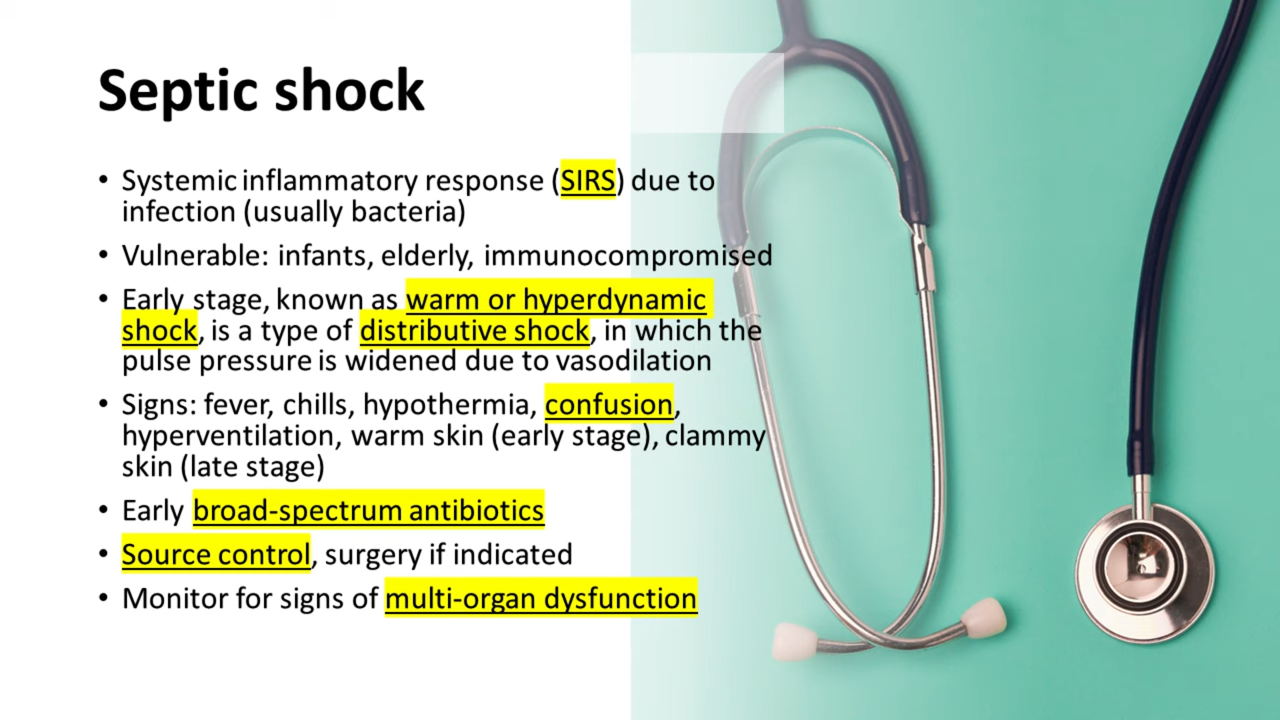 Septic shock
• Systemic inflammatory response (SIRS) due to
infection (usually bacteria)
• Vulnerable: infants, elderly, immunocompromised
• Early stage, known as warm or hyperdynamic
shock, is a type of distributive shock, in which the
pulse pressure is widened due to vasodilation
• Signs: fever, chills, hypothermia, confusion,
hyperventilation, warm skin (early stage), clammy
skin (late stage)
• Early broad-spectrum antibiotics
• Source control, surgery if indicated
• Monitor for signs of multi-organ dysfunction